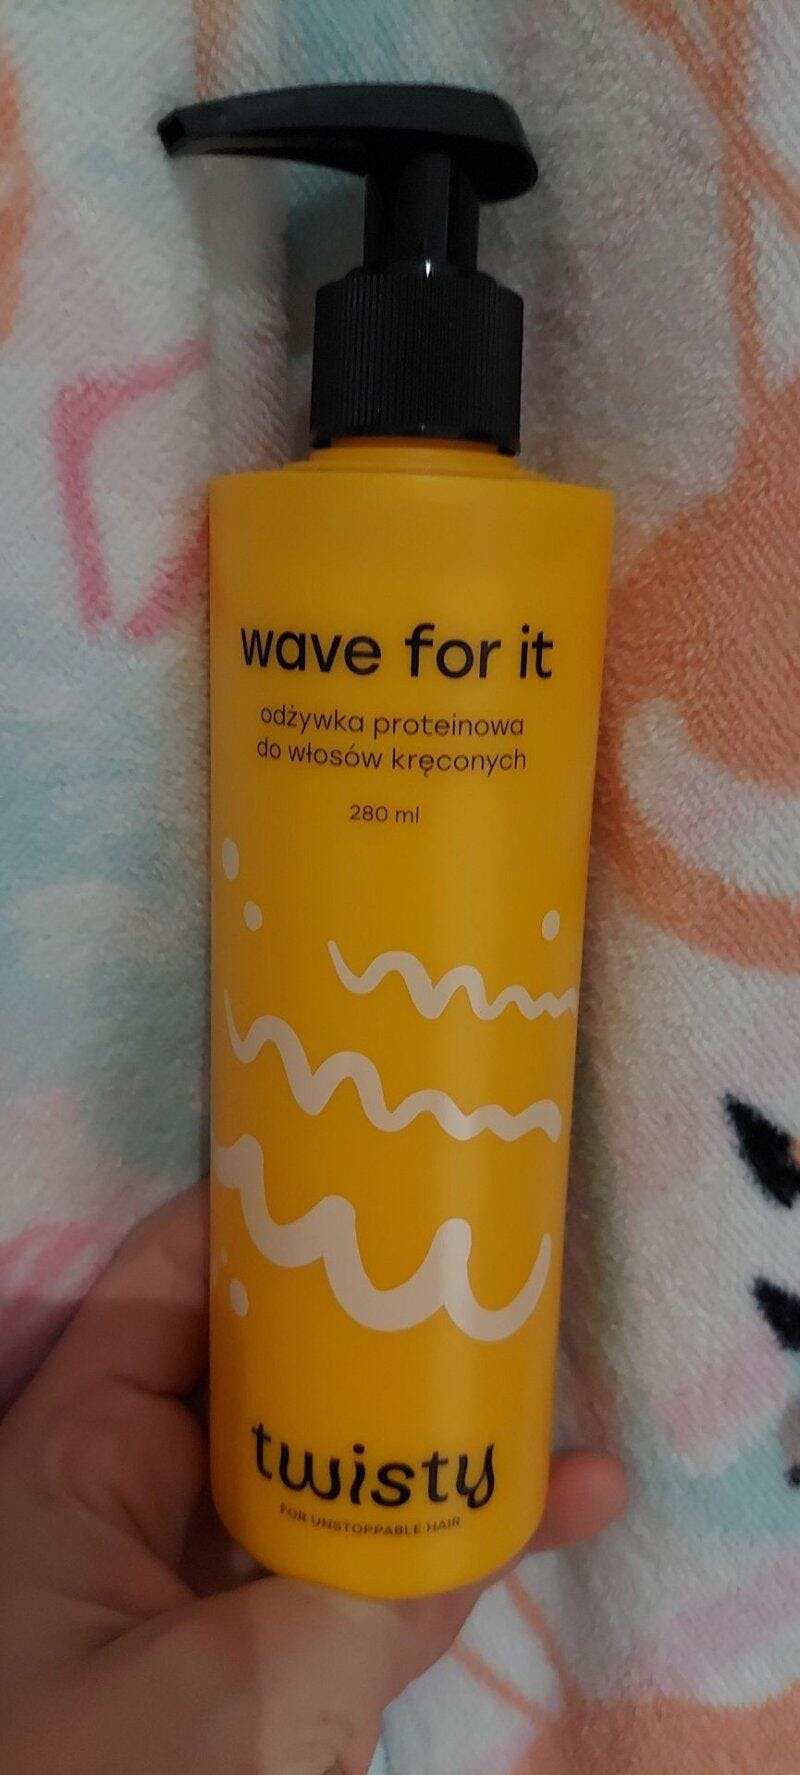 wave for it
odżywka proteinowa
do włosów kręconych
280 ml
twisty
FOR UNSTOPPABLE HAIR